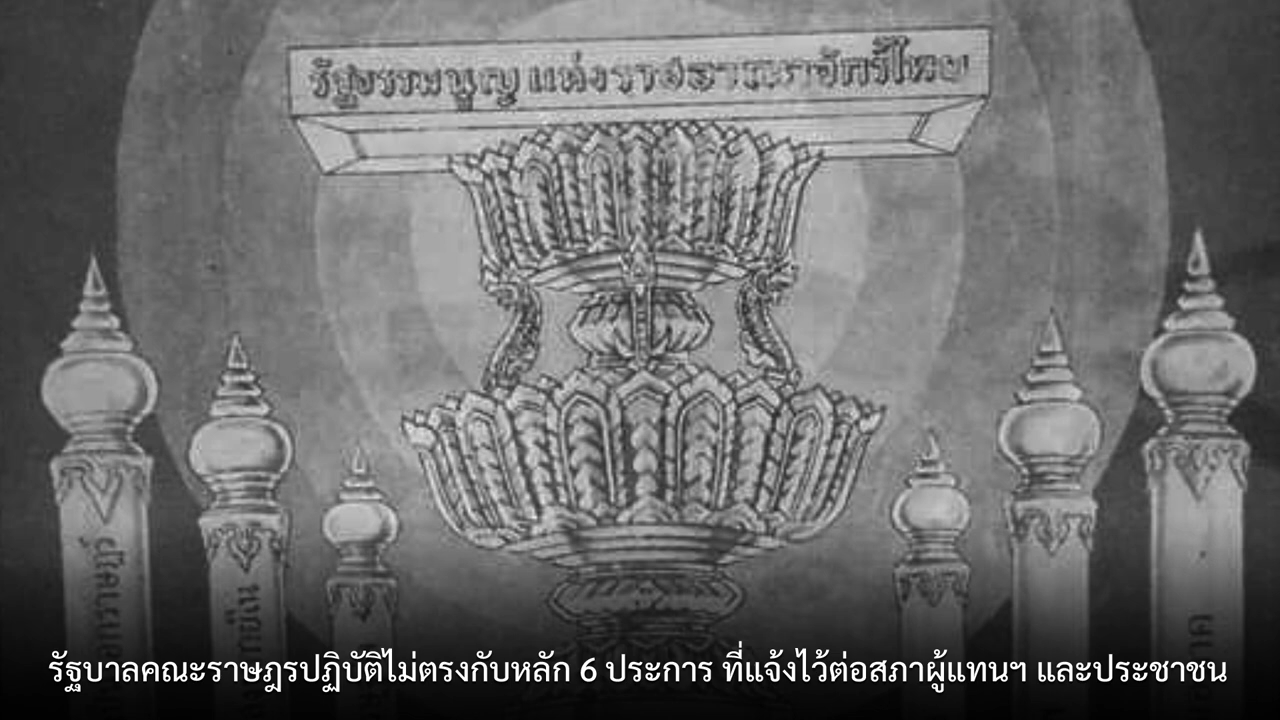 รัฐธรรมนูญ แห่งราชอาณาจักร์ไทย
รัฐบาลคณะราษฎรปฏิบัติไม่ตรงกับหลัก 6 ประการ ที่แจ้งไว้ต่อสภาผู้แทนฯ และประชาชน